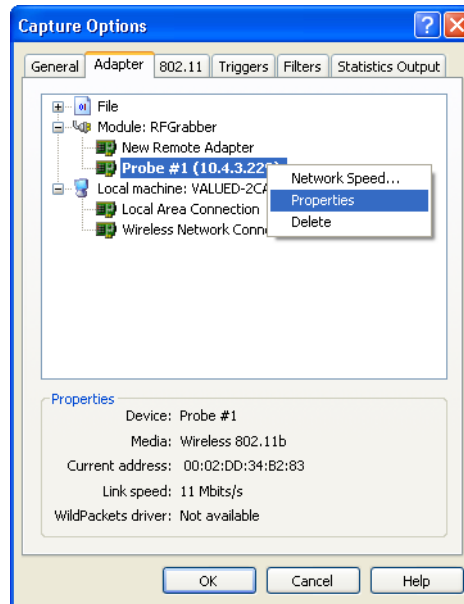 Capture Options
General Adapter 802.11 Triggers Filters Statistics Output
File
Module: RFGrabber
New Remote Adapter
Probe #1 (10.4.3.22
Network Speed...
Local machine: VALUED-2CA
Properties
Local Area Connection
Delete
Wireless Network Conn
Properties
Device: Probe #1
Media: Wireless 802.11b
Current address: 00:02:DD:34:B2:83
Link speed: 11 Mbits/s
WildPackets driver: Not available
OK Cancel Help